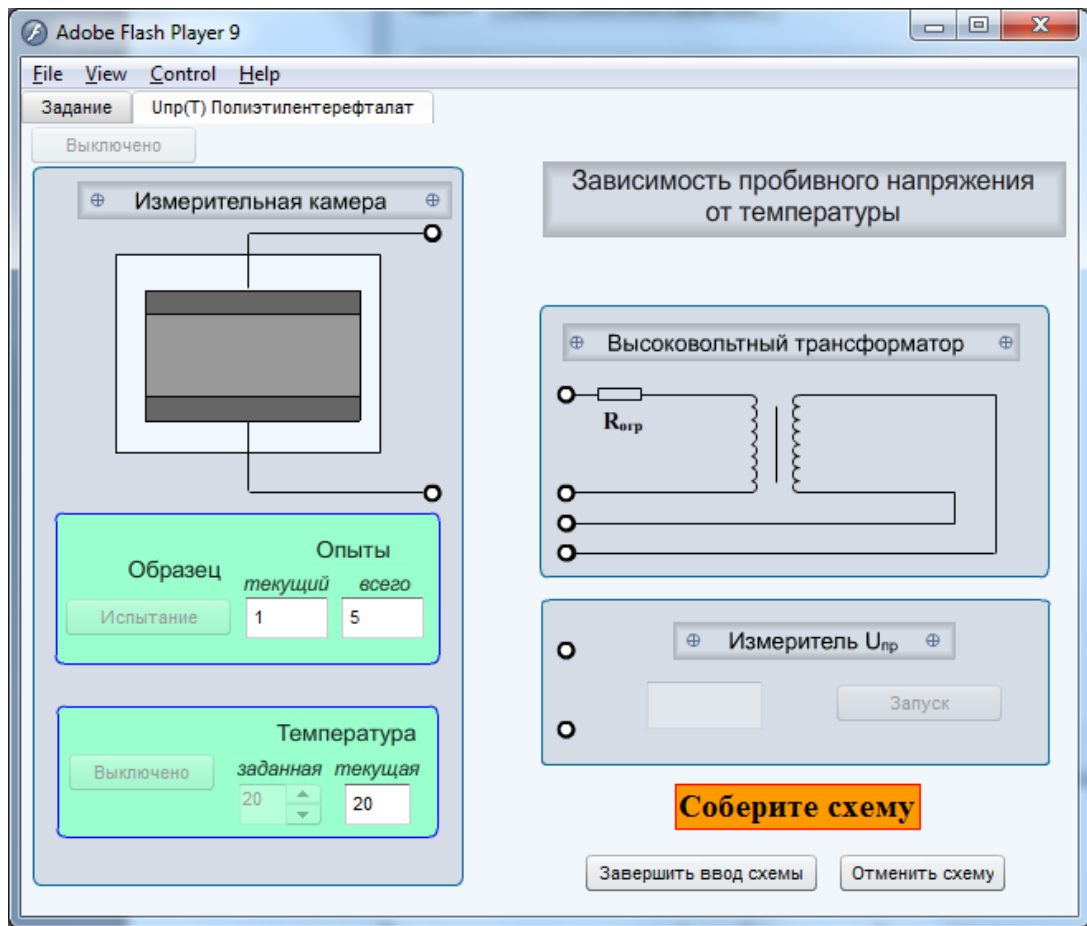 Adobe Flash Player 9
File View Control Help
Задание Uпр(T) Полиэтилентерефталат
Выключено
Измерительная камера
Зависимость пробивного напряжения
от температуры
Высоковольтный трансформатор
Rогр
Опыты
Образец
текущий всего
Испытание 1 5
Измеритель Uпр
Запуск
Температура
заданная текущая
Выключено 20 20
Соберите схему
Завершить ввод схемы Отменить схему